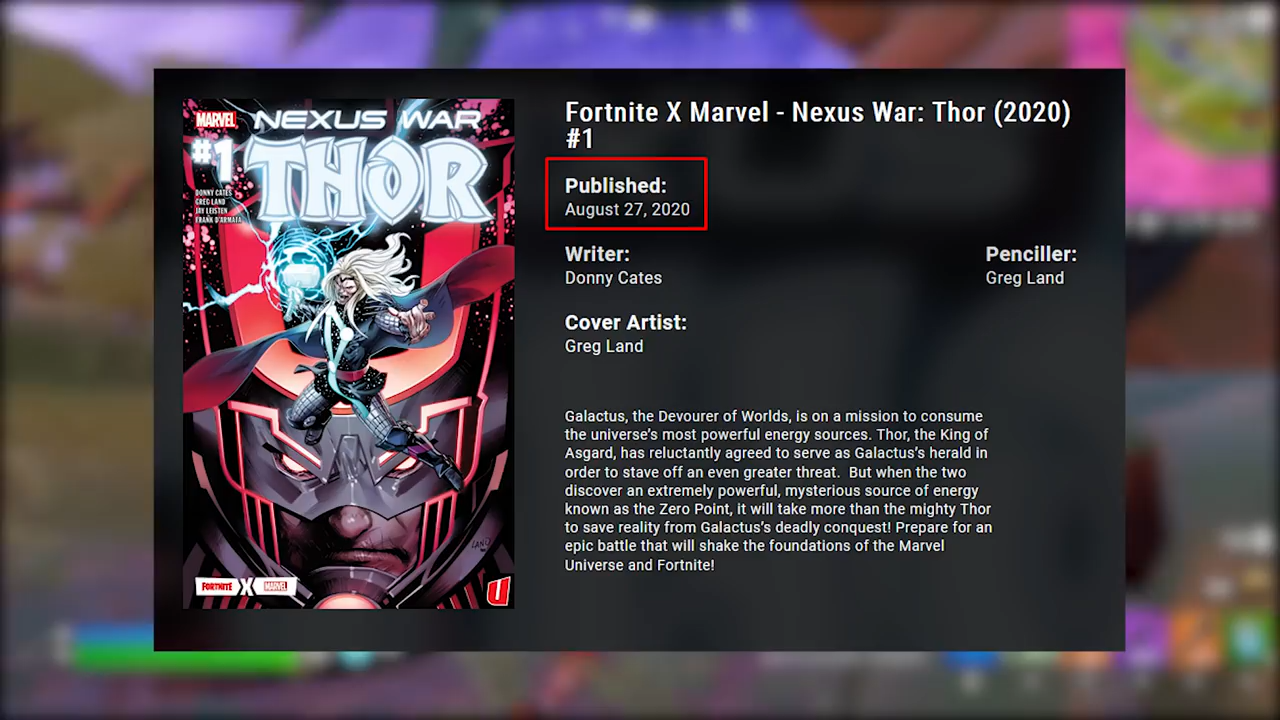 MARVEL
NEXUS WAR
#1
THOR
DONNY CATES
GREG LAND
JAY LEISTEN
FRANK D'ARMATA
LAND
FORTNITE X MARVEL
Fortnite X Marvel - Nexus War: Thor (2020)
#1
Published:
August 27, 2020
Writer:
Donny Cates
Penciller:
Greg Land
Cover Artist:
Greg Land
Galactus, the Devourer of Worlds, is on a mission to consume
the universe's most powerful energy sources. Thor, the King of
Asgard, has reluctantly agreed to serve as Galactus's herald in
order to stave off an even greater threat.  But when the two
discover an extremely powerful, mysterious source of energy
known as the Zero Point, it will take more than the mighty Thor
to save reality from Galactus's deadly conquest! Prepare for an
epic battle that will shake the foundations of the Marvel
Universe and Fortnite!